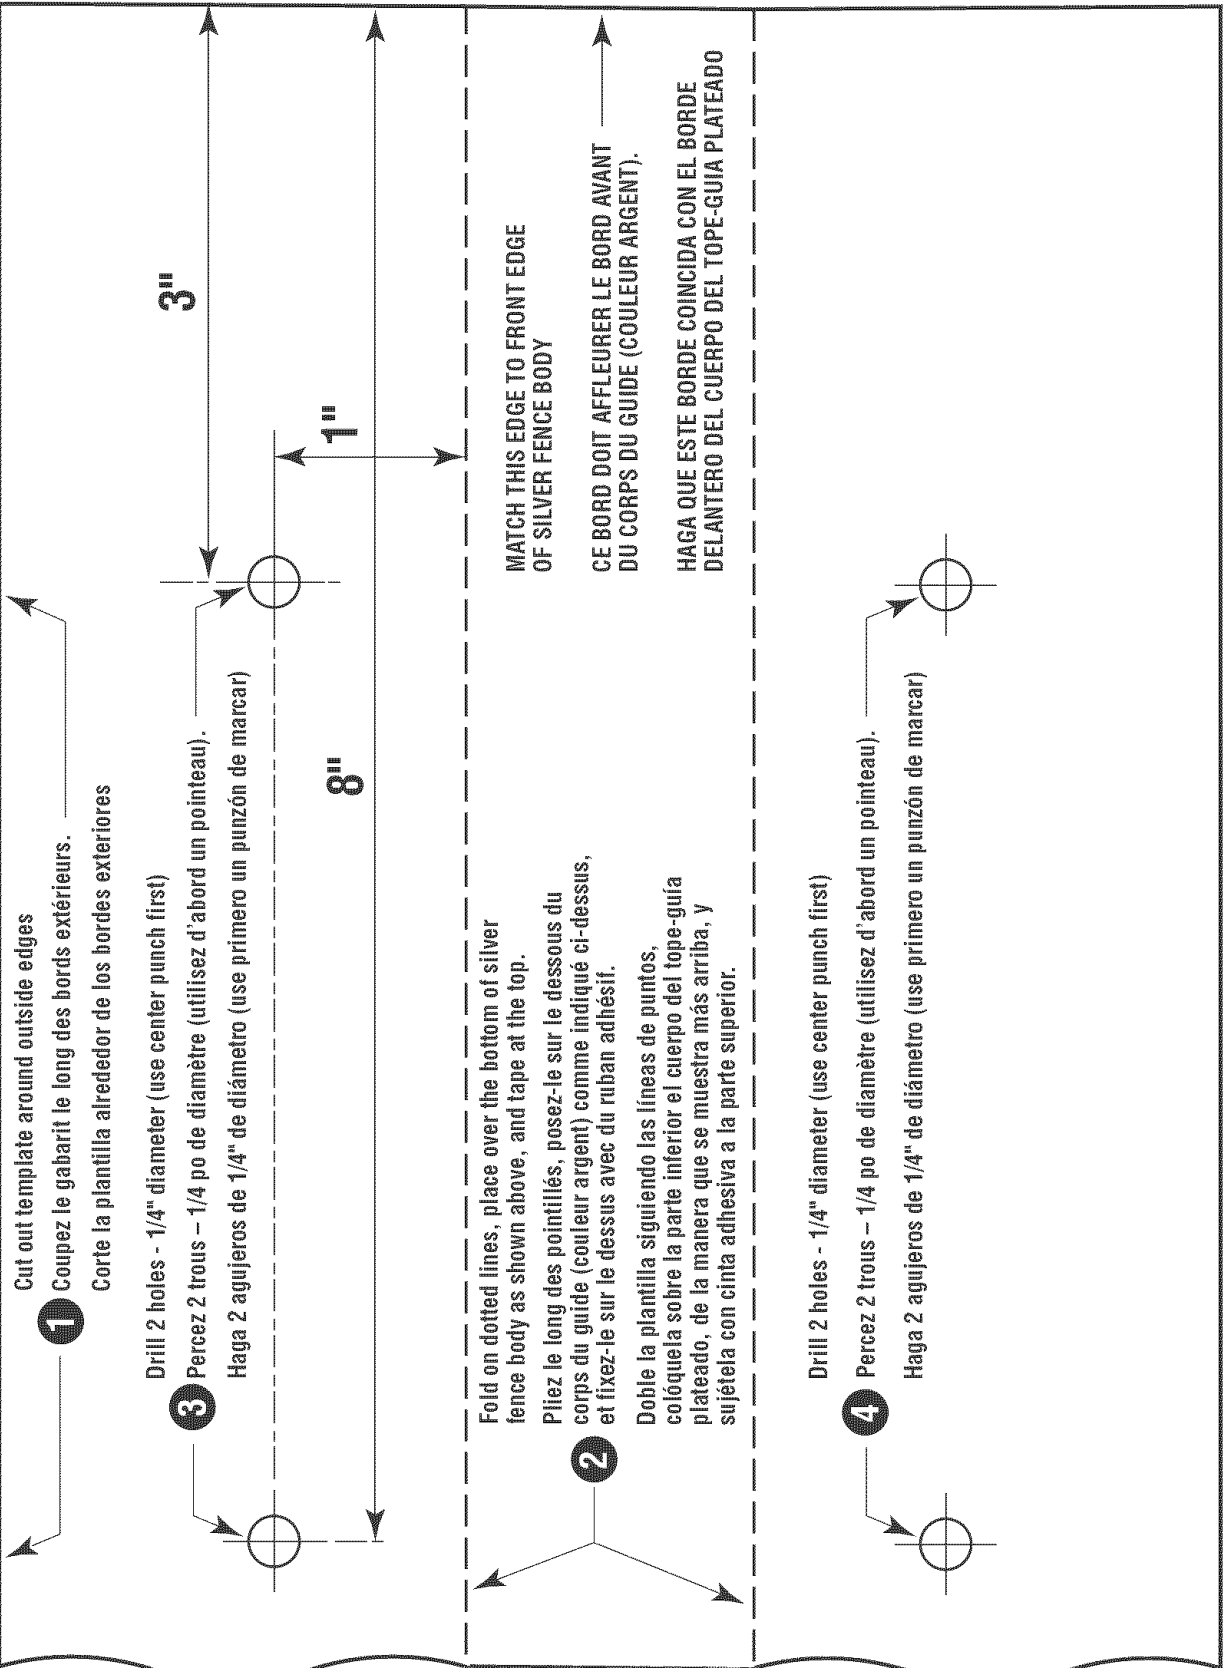 Cut out template around outside edges
1 Coupez le gabarit le long des bords extérieurs.
Corte la plantilla alrededor de los bordes exteriores
Drill 2 holes - 1/4" diameter (use center punch first)
3 Percez 2 trous – 1/4 po de diamètre (utilisez d'abord un pointeau).
Haga 2 agujeros de 1/4" de diámetro (use primero un punzón de marcar)
3"
1"
8"
Fold on dotted lines, place over the bottom of silver
fence body as shown above, and tape at the top.
Pliez le long des pointillés, posez-le sur le dessous du
2 corps du guide (couleur argent) comme indiqué ci-dessus,
et fixez-le sur le dessus avec du ruban adhésif.
Doble la plantilla siguiendo las líneas de puntos,
colóquela sobre la parte inferior el cuerpo del tope-guía
plateado, de la manera que se muestra más arriba, y
sujétela con cinta adhesiva a la parte superior.
MATCH THIS EDGE TO FRONT EDGE
OF SILVER FENCE BODY
CE BORD DOIT AFFLEURER LE BORD AVANT
DU CORPS DU GUIDE (COULEUR ARGENT).
HAGA QUE ESTE BORDE COINCIDA CON EL BORDE
DELANTERO DEL CUERPO DEL TOPE-GUIA PLATEADO
Drill 2 holes - 1/4" diameter (use center punch first)
4 Percez 2 trous – 1/4 po de diamètre (utilisez d'abord un pointeau).
Haga 2 agujeros de 1/4" de diámetro (use primero un punzón de marcar)